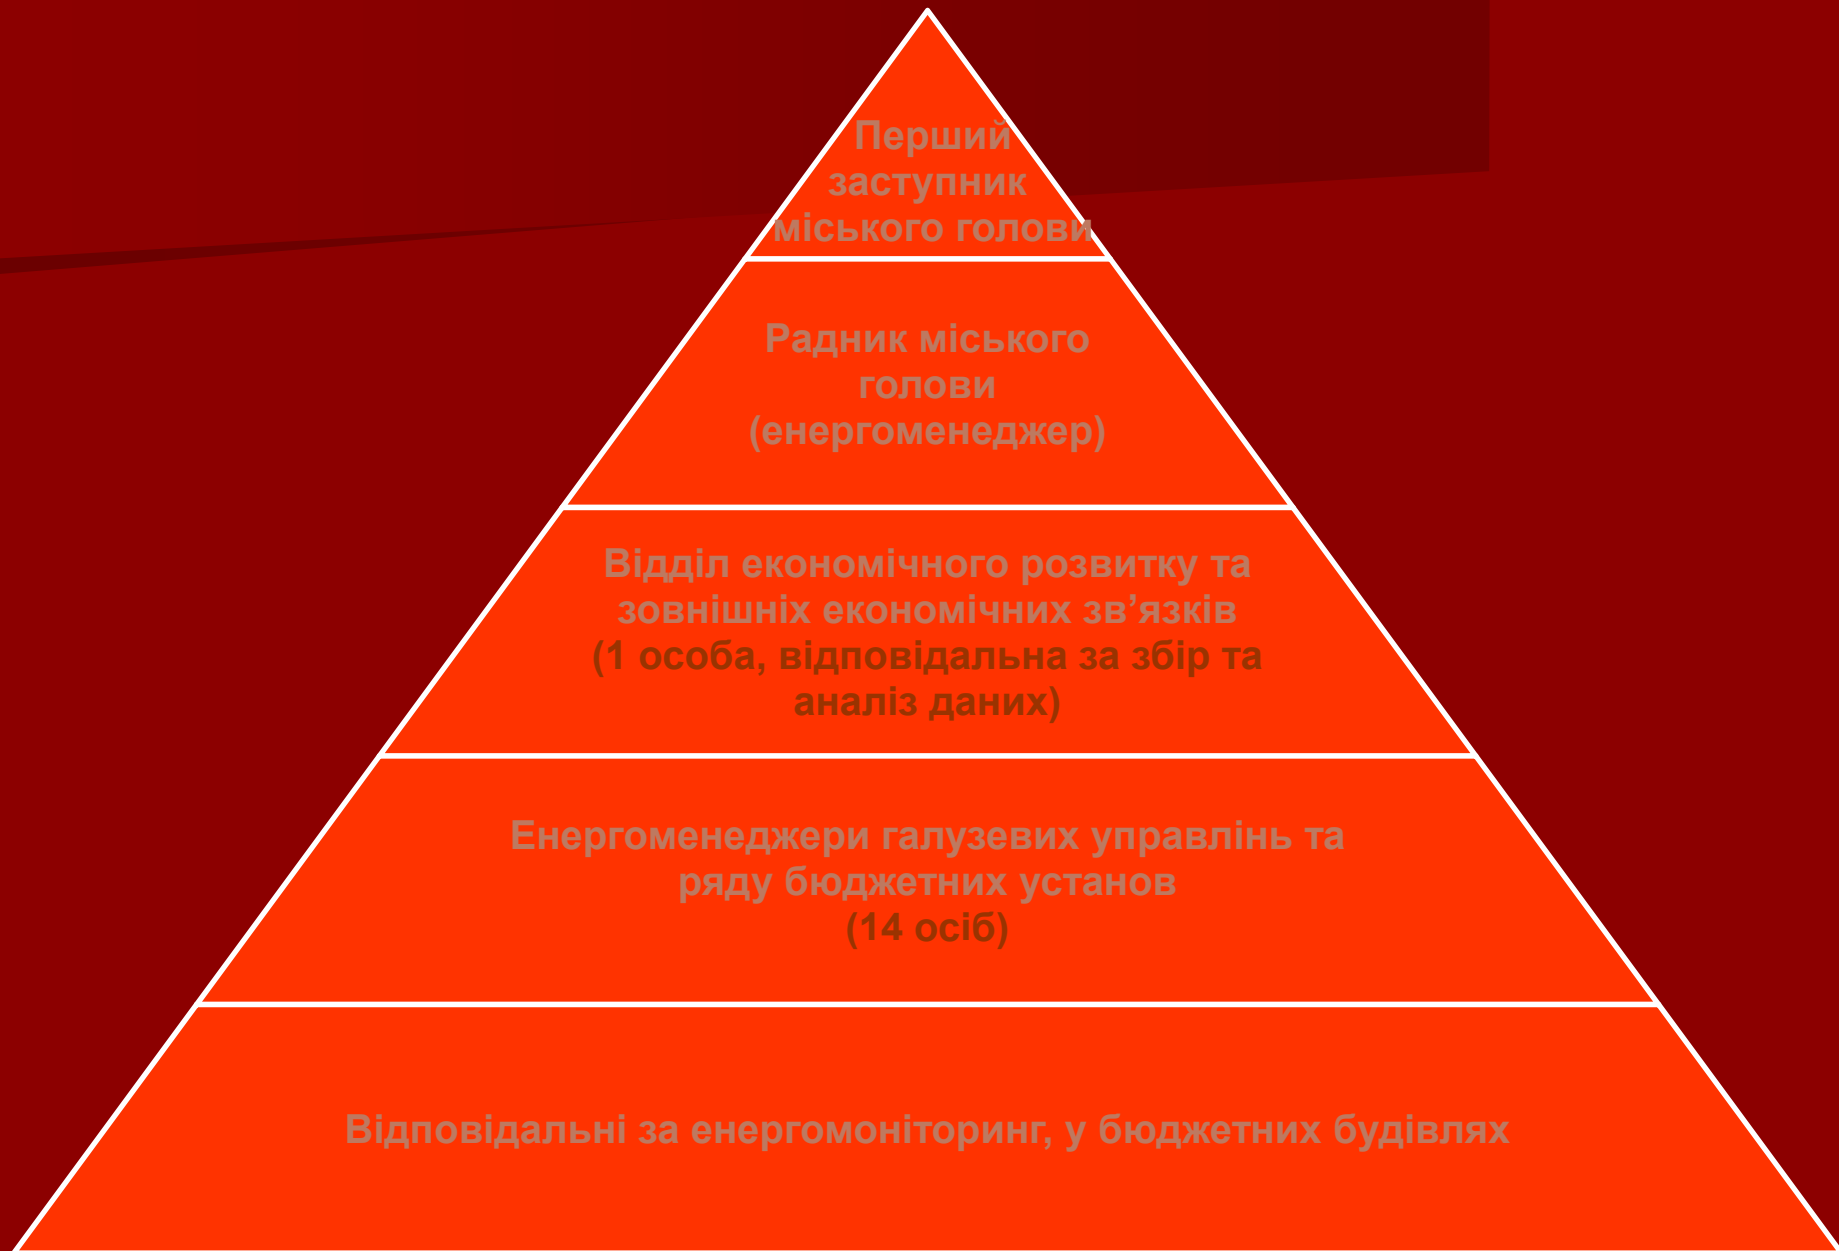 Перший
заступник
міського голови
Радник міського
голови
(енергоменеджер)
Відділ економічного розвитку та
зовнішніх економічних зв’язків
(1 особа, відповідальна за збір та
аналіз даних)
Енергоменеджери галузевих управлінь та
ряду бюджетних установ
(14 осіб)
Відповідальні за енергомоніторинг, у бюджетних будівлях